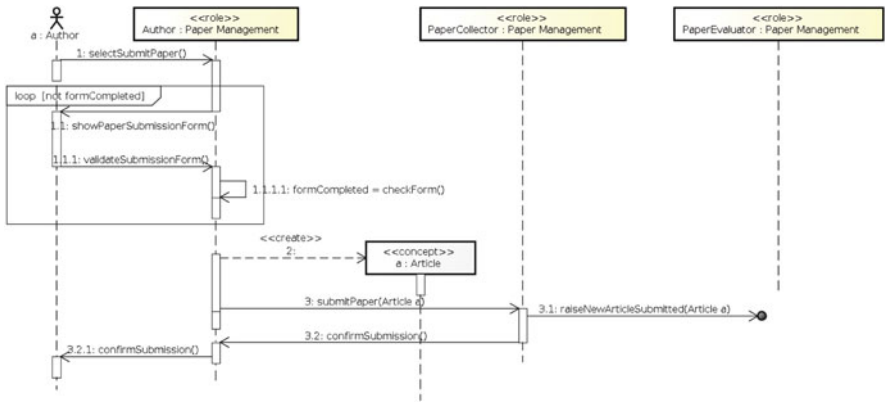 <<role>>
Author : Paper Management
<<role>>
PaperCollector : Paper Management
<<role>>
PaperEvaluator : Paper Management
a : Author
1: selectSubmitPaper()
loop [not formCompleted]
1.1: showPaperSubmissionForm()
1.1.1: validateSubmissionForm()
1.1.1.1: formCompleted = checkForm()
<<create>>
2:
<<concept>>
a : Article
3: submitPaper(Article a)
3.1: raiseNewArticleSubmitted(Article a)
3.2: confirmSubmission()
3.2.1: confirmSubmission()